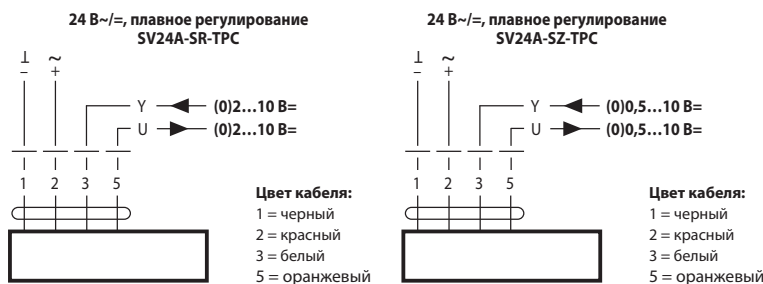 24 В~/=, плавное регулирование
SV24A-SR-TPC
⊥ ~
– +
Y (0)2...10 В=
U (0)2...10 В=
1 2 3 5
Цвет кабеля:
1 = черный
2 = красный
3 = белый
5 = оранжевый
24 В~/=, плавное регулирование
SV24A-SZ-TPC
⊥ ~
– +
Y (0)0,5...10 В=
U (0)0,5...10 В=
1 2 3 5
Цвет кабеля:
1 = черный
2 = красный
3 = белый
5 = оранжевый